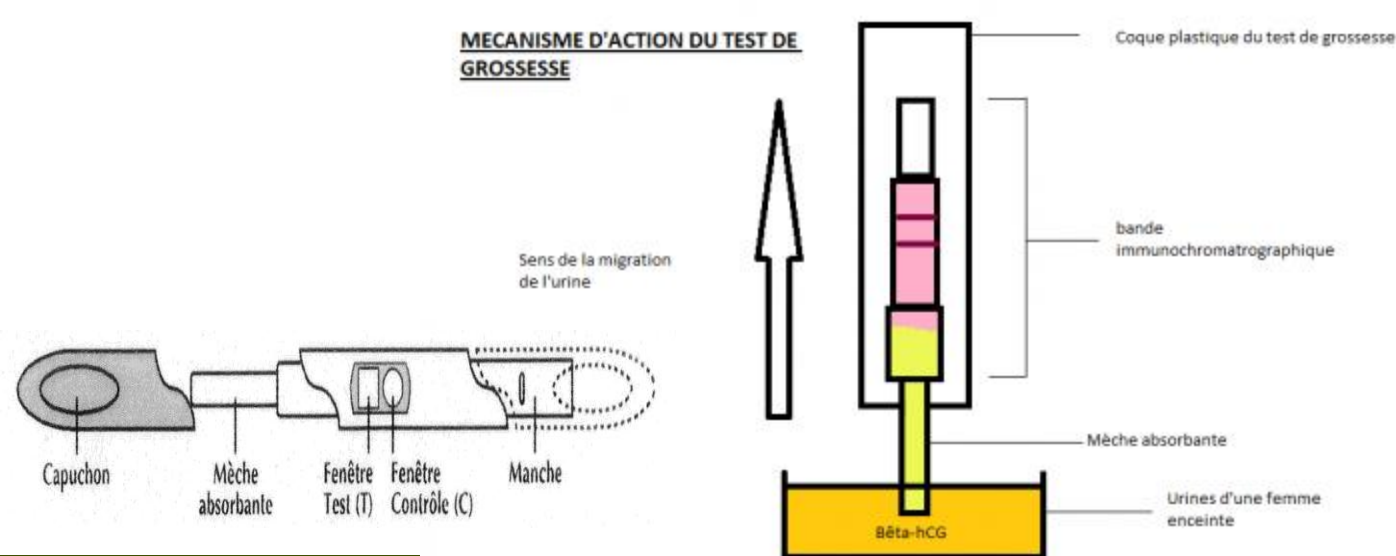 MECANISME D'ACTION DU TEST DE
GROSSESSE
Coque plastique du test de grossesse
Sens de la migration
de l'urine
bande
immunochromatrographique
Capuchon
Mèche
absorbante
Fenêtre
Test (T)
Fenêtre
Contrôle (C)
Manche
Mèche absorbante
Urines d'une femme
enceinte
Bêta-hCG